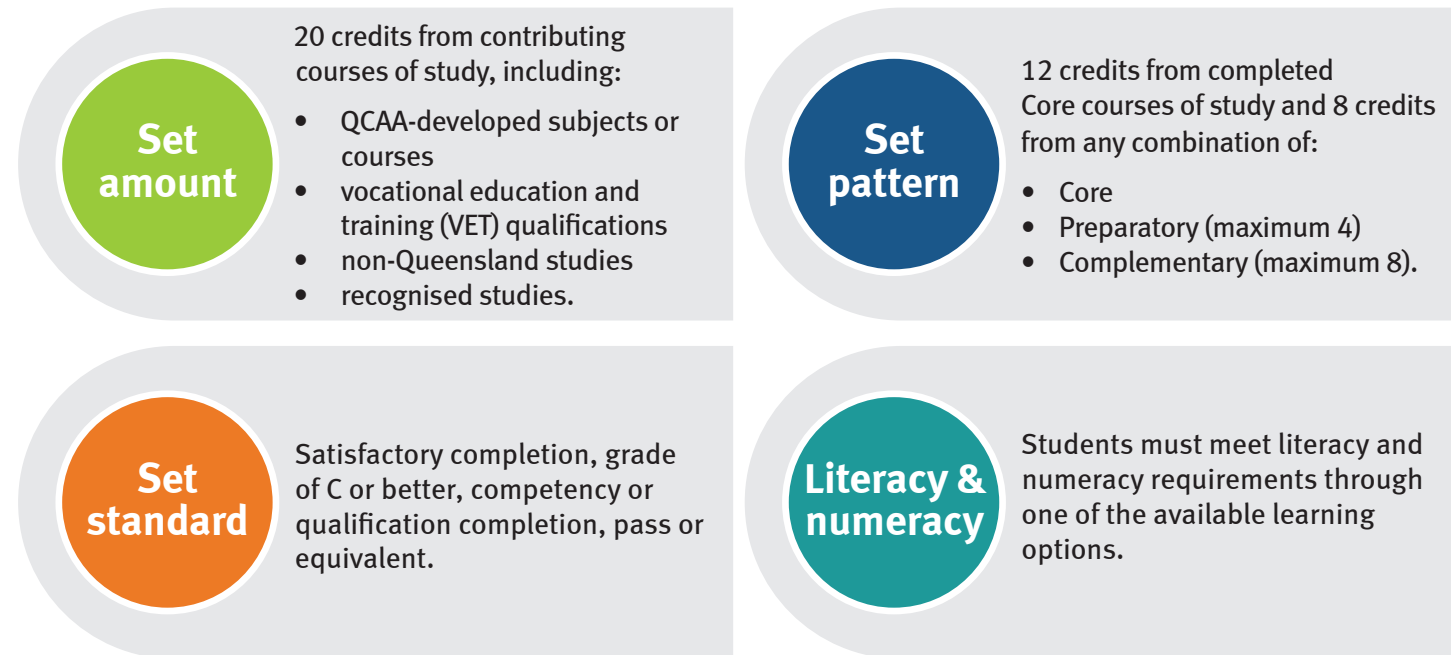 Set
amount
20 credits from contributing
courses of study, including:
• QCAA-developed subjects or
courses
• vocational education and
training (VET) qualifications
• non-Queensland studies
• recognised studies.
Set
pattern
12 credits from completed
Core courses of study and 8 credits
from any combination of:
• Core
• Preparatory (maximum 4)
• Complementary (maximum 8).
Set
standard
Satisfactory completion, grade
of C or better, competency or
qualification completion, pass or
equivalent.
Literacy &
numeracy
Students must meet literacy and
numeracy requirements through
one of the available learning
options.